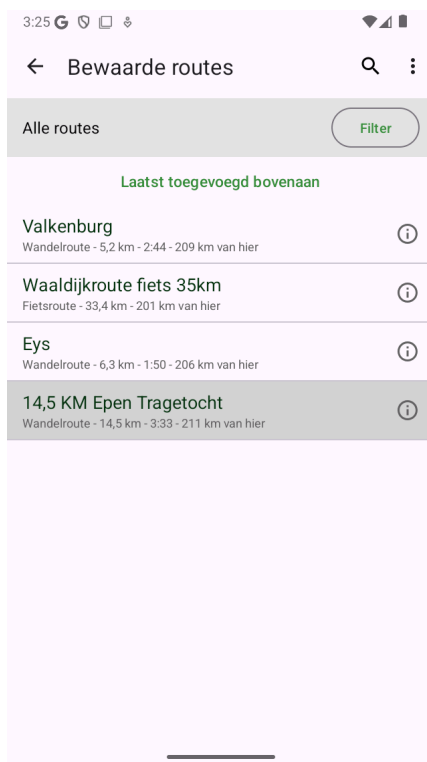 3:25
Bewaarde routes
Alle routes
Filter
Laatst toegevoegd bovenaan
Valkenburg
Wandelroute - 5,2 km - 2:44 - 209 km van hier
Waaldijkroute fiets 35km
Fietsroute - 33,4 km - 201 km van hier
Eys
Wandelroute - 6,3 km - 1:50 - 206 km van hier
14,5 KM Epen Tragetocht
Wandelroute - 14,5 km - 3:33 - 211 km van hier